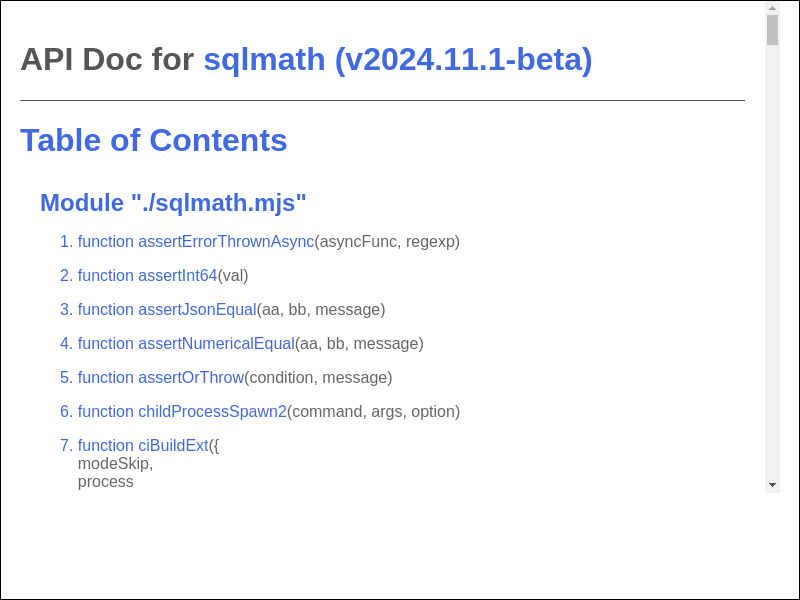 API Doc for sqlmath (v2024.11.1-beta)
Table of Contents
Module "./sqlmath.mjs"
1. function assertErrorThrownAsync(asyncFunc, regexp)
2. function assertInt64(val)
3. function assertJsonEqual(aa, bb, message)
4. function assertNumericalEqual(aa, bb, message)
5. function assertOrThrow(condition, message)
6. function childProcessSpawn2(command, args, option)
7. function ciBuildExt({
modeSkip,
process